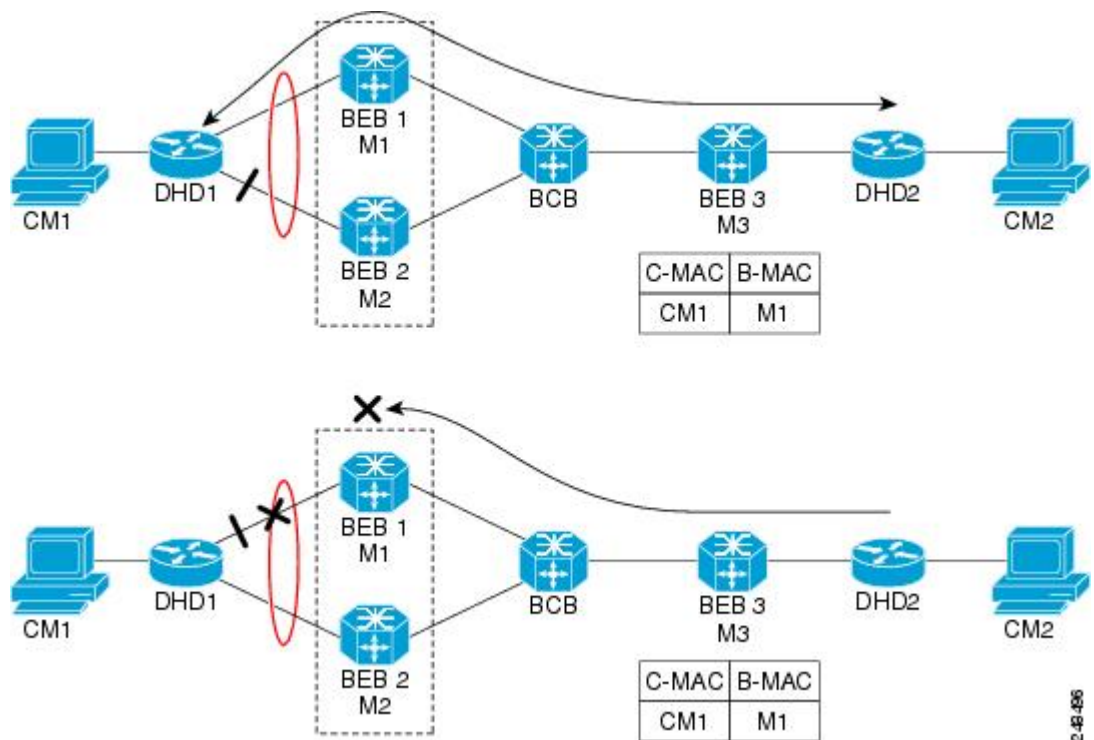 BEB 1
M1
CM1
DHD1
BEB 2
M2
BCB
BEB 3
M3
DHD2
CM2
C-MAC B-MAC
CM1 M1
BEB 1
M1
CM1
DHD1
BEB 2
M2
BCB
BEB 3
M3
DHD2
CM2
C-MAC B-MAC
CM1 M1
248496